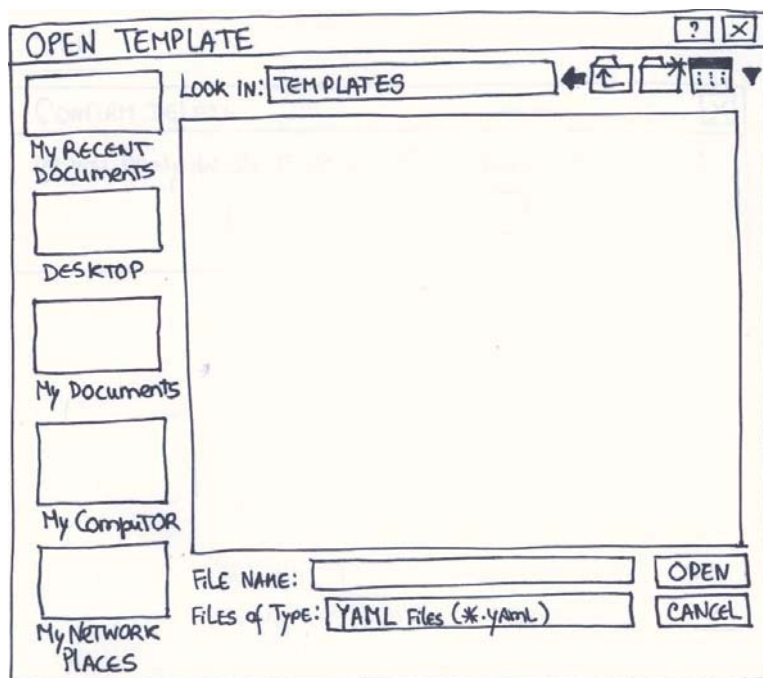 OPEN TEMPLATE
? X
LOOK IN: TEMPLATES
My RECENT
DOCUMENTS
DESKTOP
My DOCUMENTS
My COMPUTOR
My NETWORK
PLACES
FILE NAME:
OPEN
FILES of TYPE: YAML FILES (*.yAML)
CANCEL